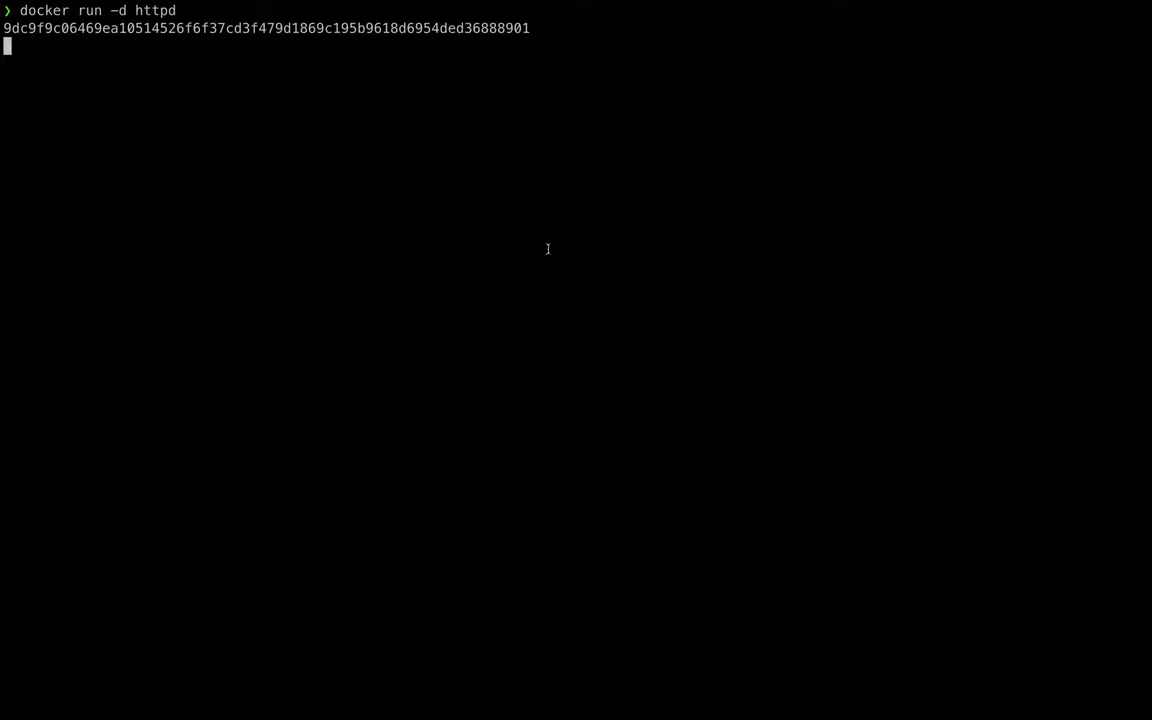 ❯ docker run -d httpd
9dc9f9c06469ea10514526f6f37cd3f479d1869c195b9618d6954ded36888901